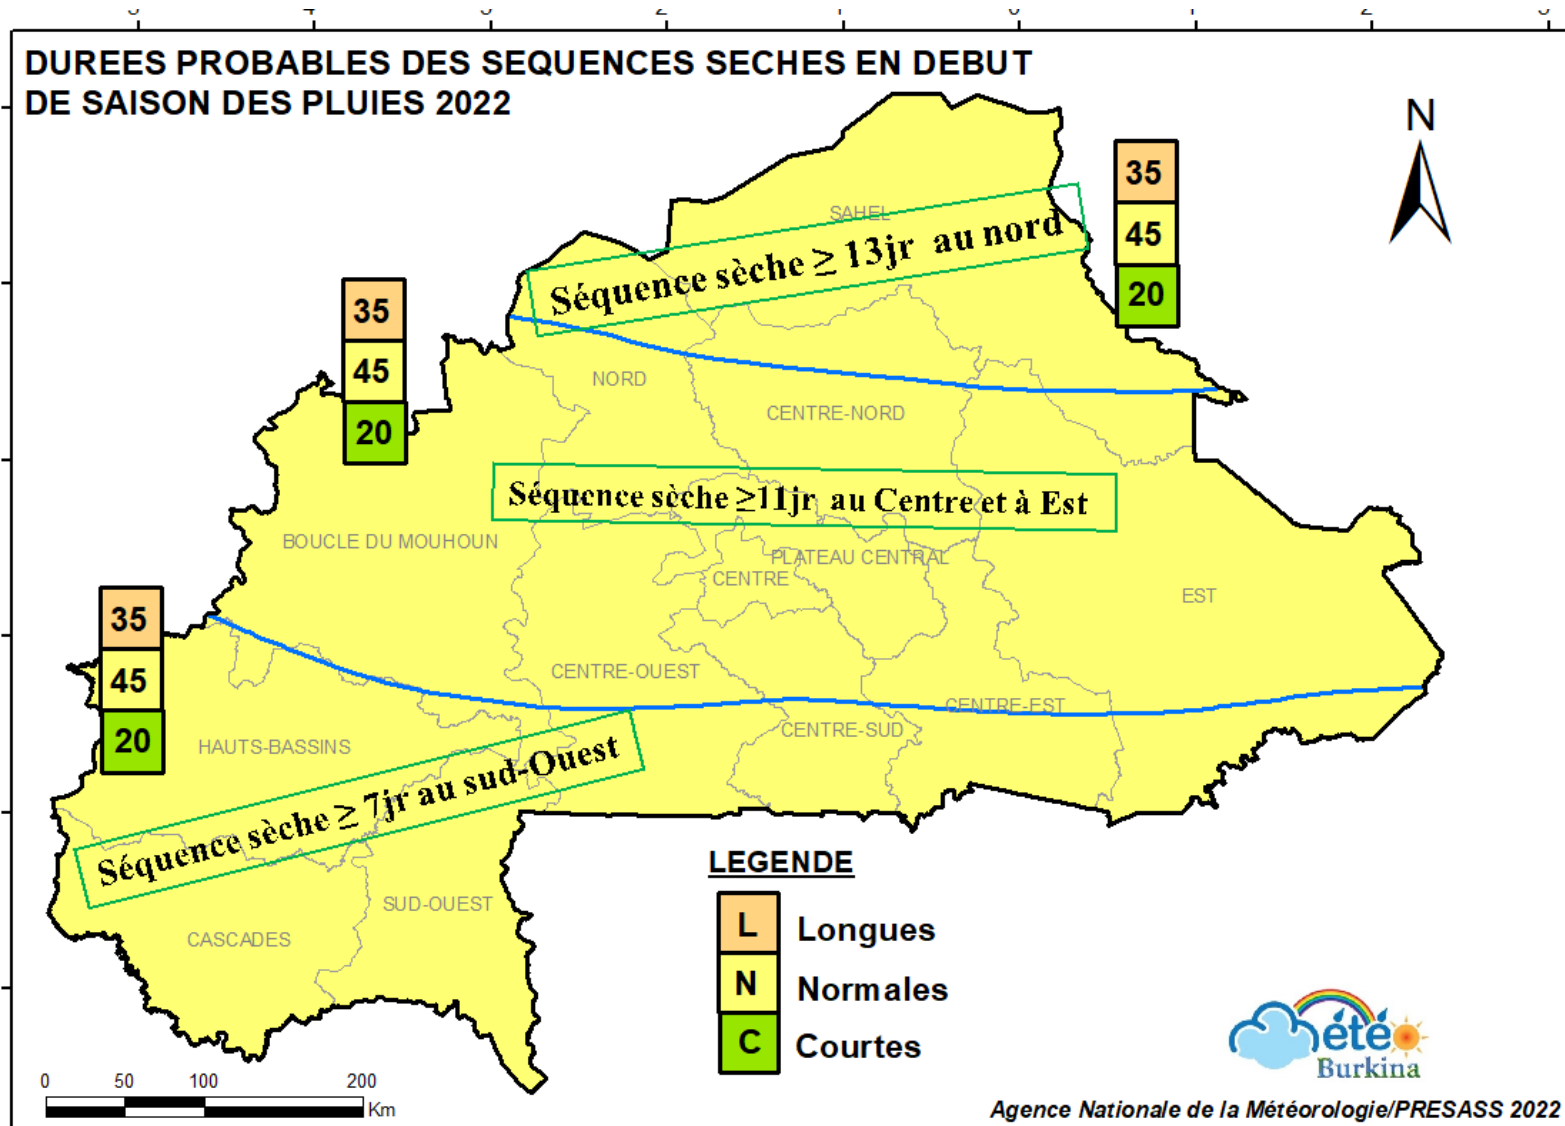 DUREES PROBABLES DES SEQUENCES SECHES EN DEBUT
DE SAISON DES PLUIES 2022
N
35
45
20
SAHEL
Séquence sèche ≥ 13jr au nord
35
45
20
NORD
CENTRE-NORD
Séquence sèche ≥11jr au Centre et à Est
BOUCLE DU MOUHOUN
PLATEAU CENTRAL
CENTRE
EST
35
45
20
CENTRE-OUEST
CENTRE-EST
CENTRE-SUD
HAUTS-BASSINS
Séquence sèche ≥ 7jr au sud-Ouest
SUD-OUEST
CASCADES
LEGENDE
L Longues
N Normales
C Courtes
0 50 100 200
Km
été
Burkina
Agence Nationale de la Météorologie/PRESASS 2022